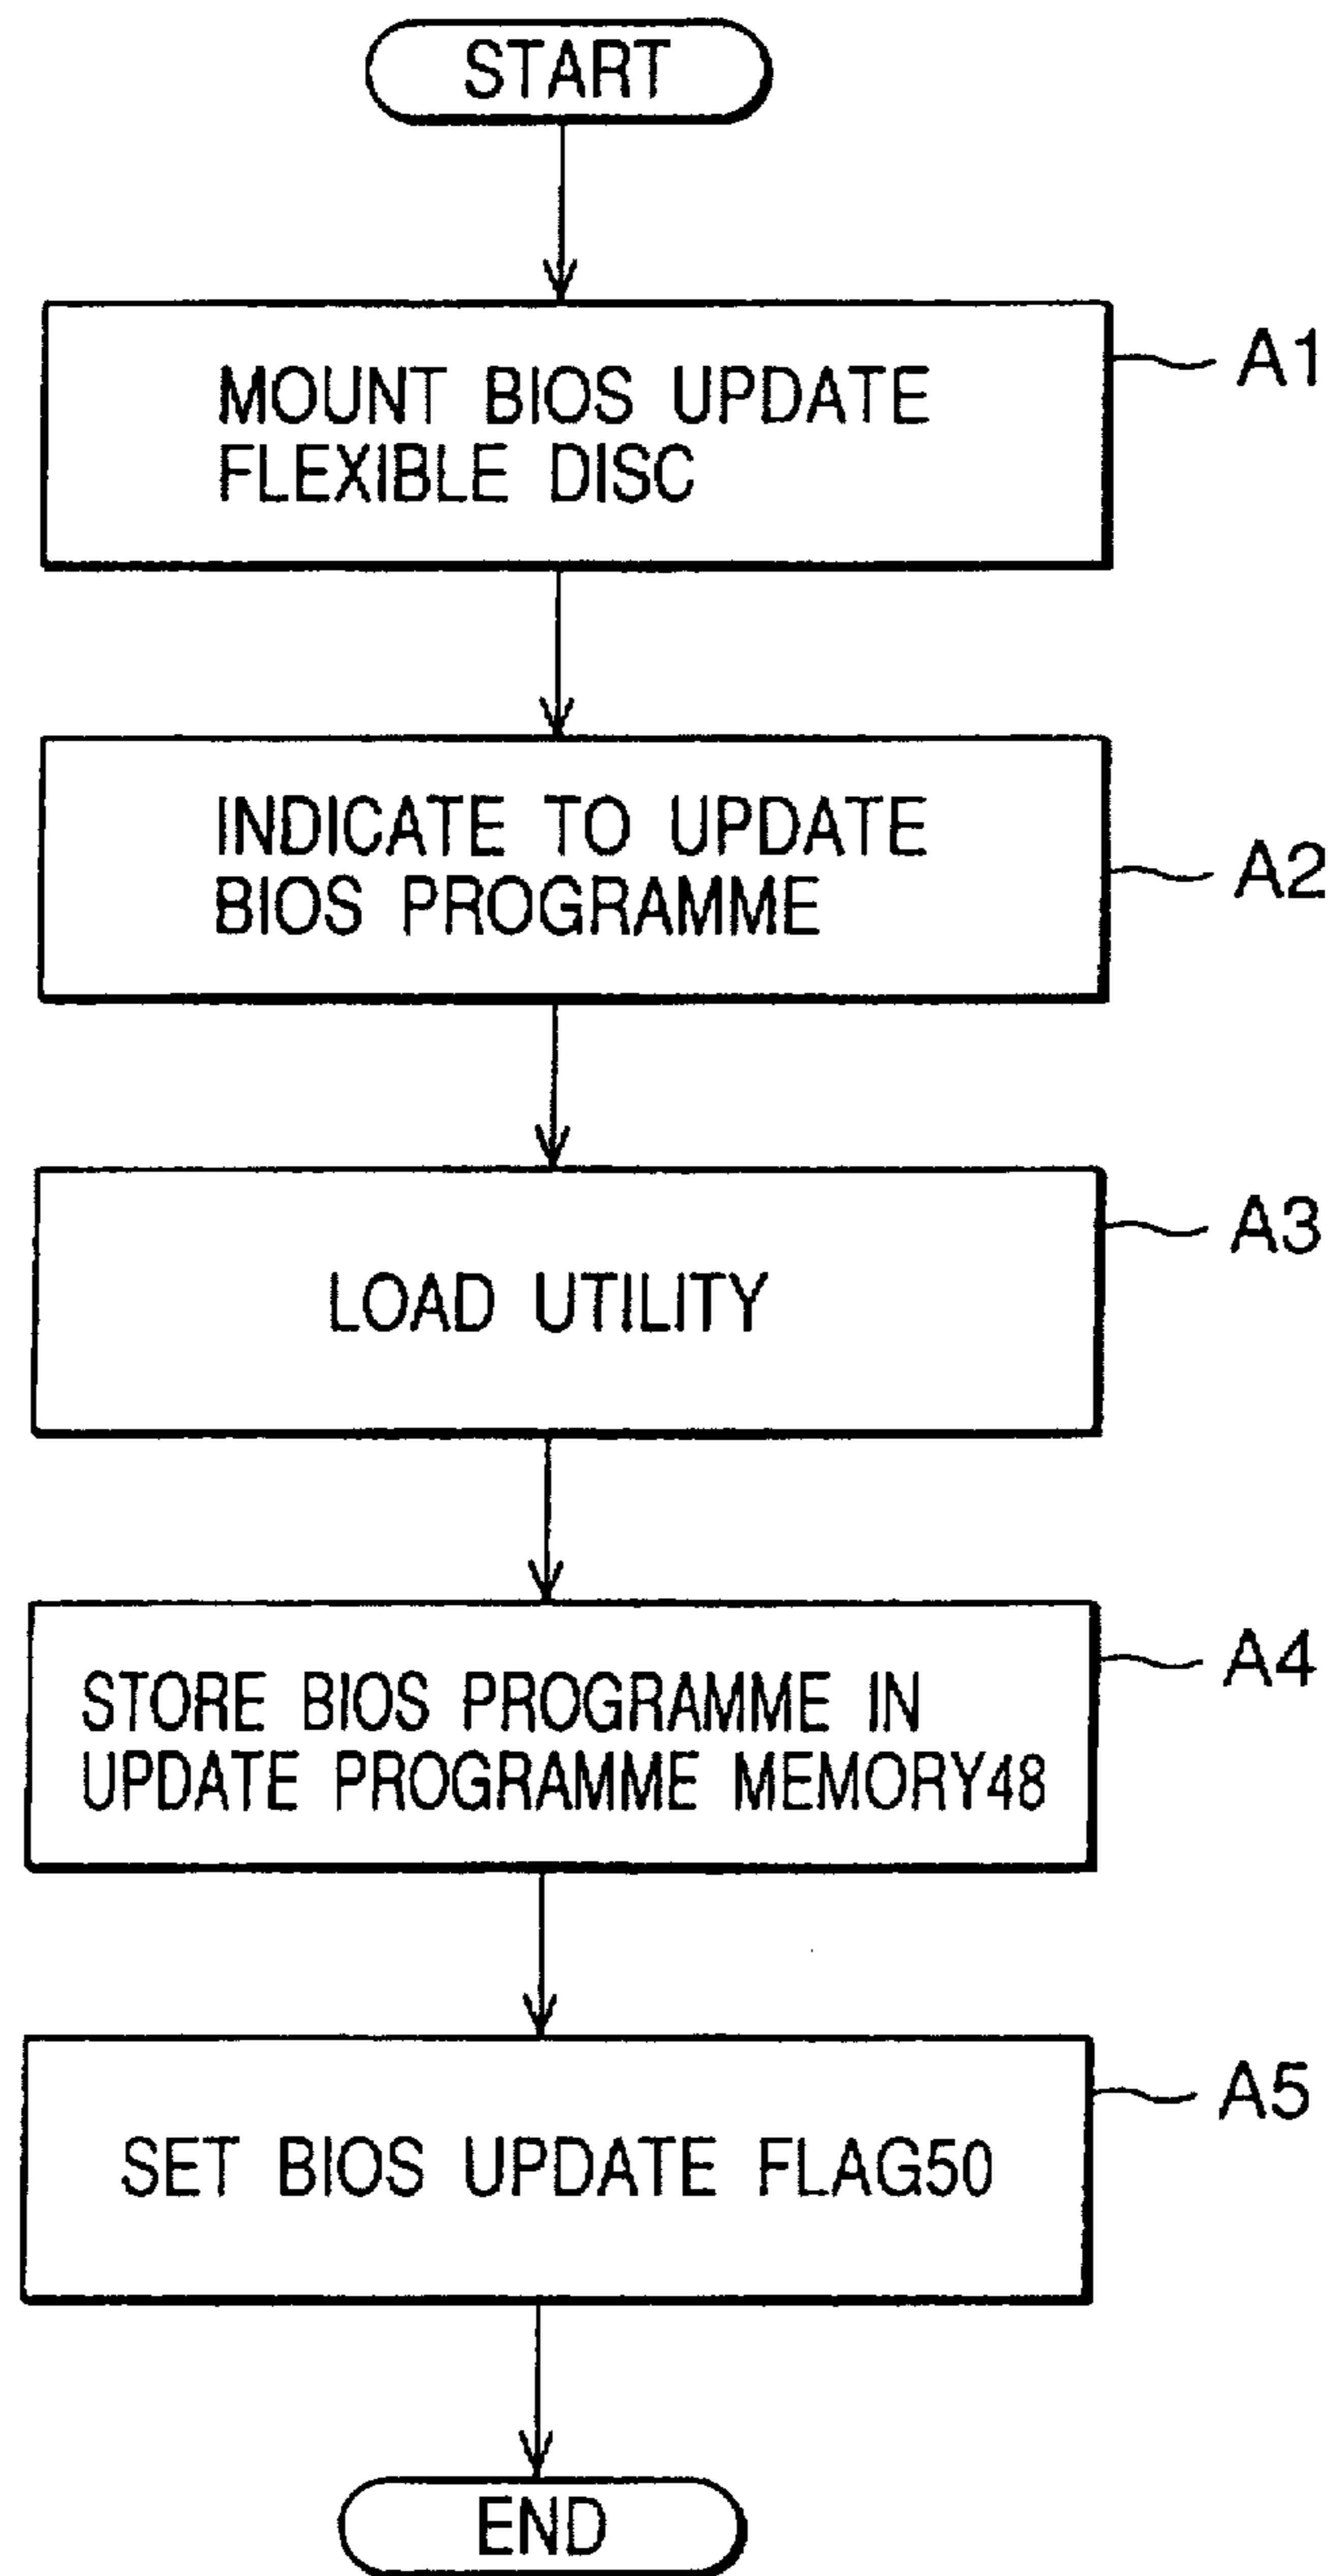 START
MOUNT BIOS UPDATE
FLEXIBLE DISC
A1
INDICATE TO UPDATE
BIOS PROGRAMME
A2
LOAD UTILITY
A3
STORE BIOS PROGRAMME IN
UPDATE PROGRAMME MEMORY48
A4
SET BIOS UPDATE FLAG50
A5
END